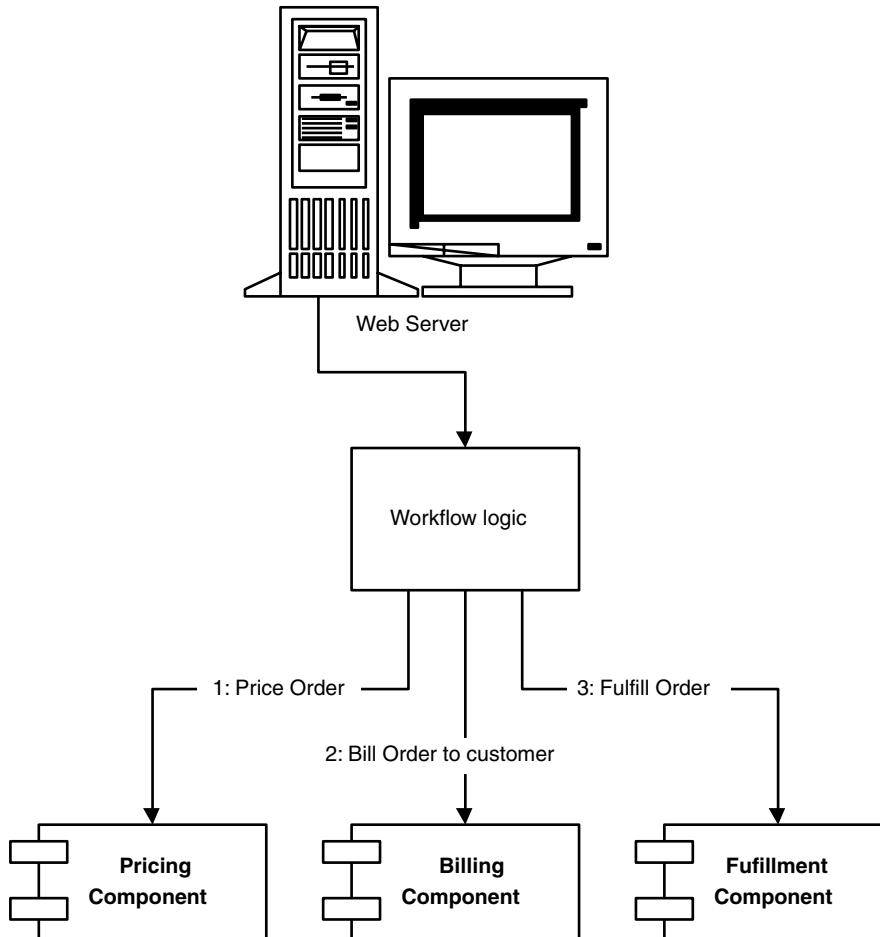 Web Server
Workflow logic
1: Price Order
3: Fulfill Order
2: Bill Order to customer
Pricing
Component
Billing
Component
Fufillment
Component